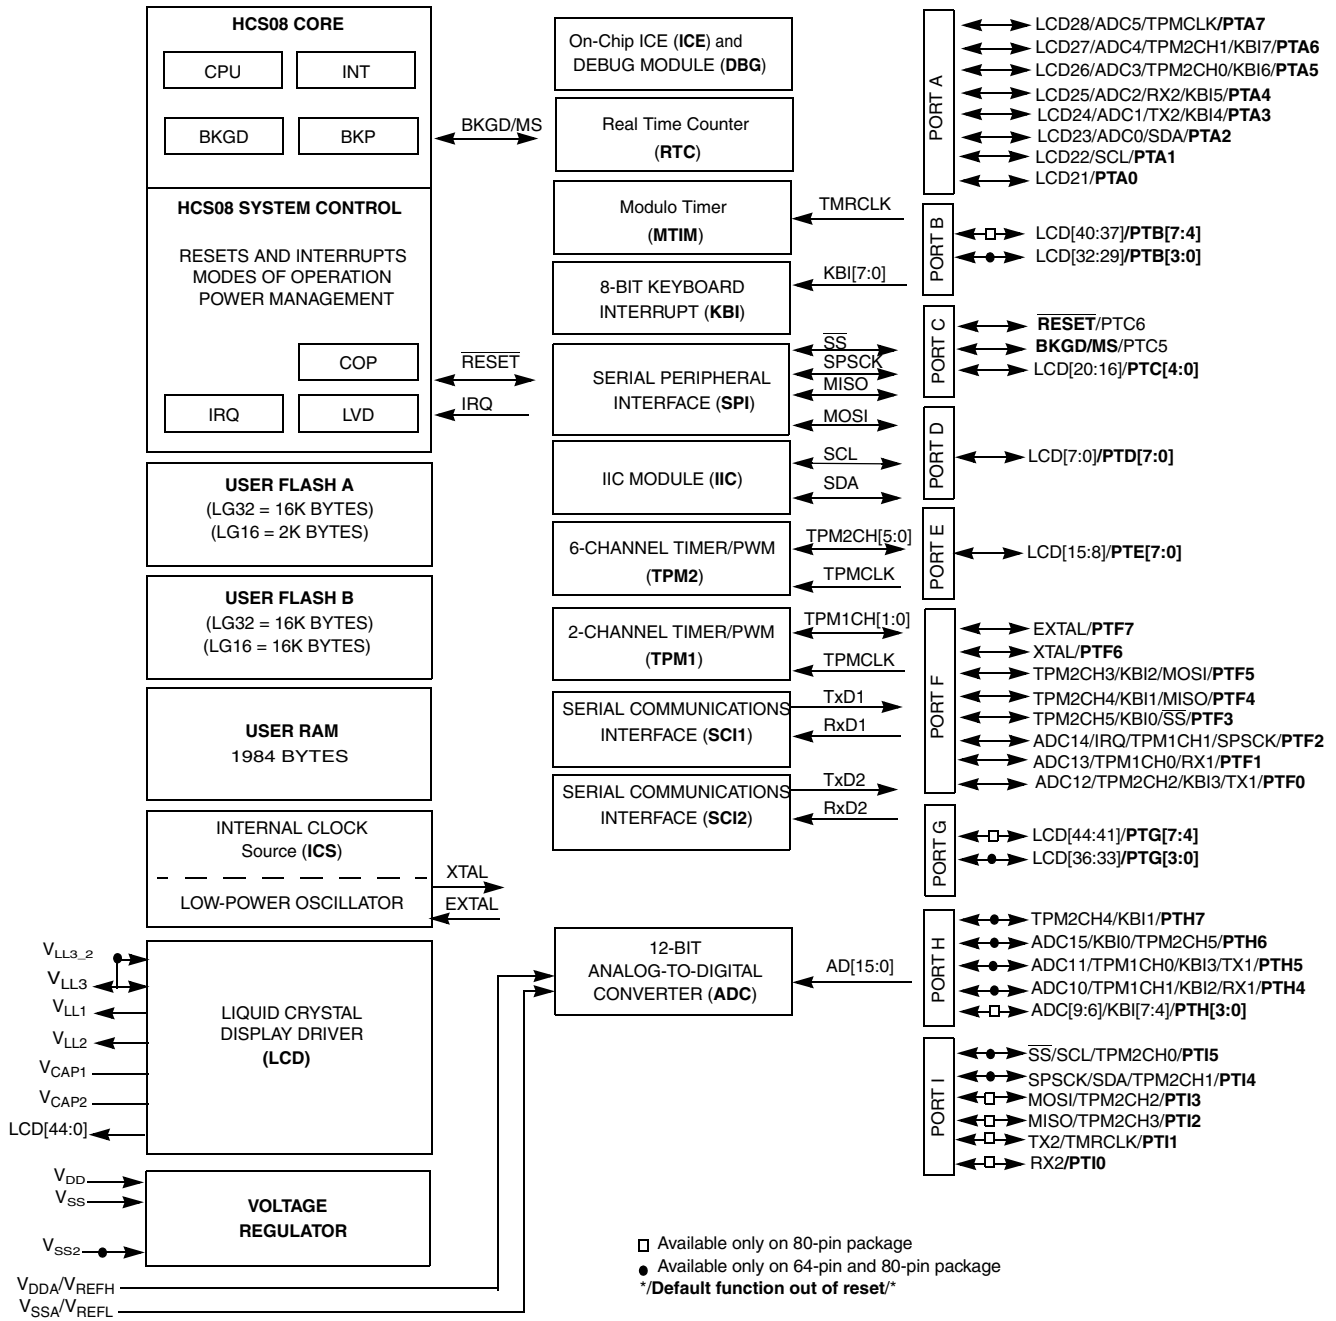 HCS08 CORE
CPU
INT
BKGD
BKP
HCS08 SYSTEM CONTROL
RESETS AND INTERRUPTS
MODES OF OPERATION
POWER MANAGEMENT
COP
IRQ
LVD
BKGD/MS
RESET
IRQ
USER FLASH A
(LG32 = 16K BYTES)
(LG16 = 2K BYTES)
USER FLASH B
(LG32 = 16K BYTES)
(LG16 = 16K BYTES)
USER RAM
1984 BYTES
INTERNAL CLOCK
Source (ICS)
LOW-POWER OSCILLATOR
XTAL
EXTAL
VLL3_2
VLL3
VLL1
VLL2
VCAP1
VCAP2
LCD[44:0]
LIQUID CRYSTAL
DISPLAY DRIVER
(LCD)
VDD
VSS
VSS2
VOLTAGE
REGULATOR
VDDA/VREFH
VSSA/VREFL
On-Chip ICE (ICE) and
DEBUG MODULE (DBG)
Real Time Counter
(RTC)
Modulo Timer
(MTIM)
TMRCLK
8-BIT KEYBOARD
INTERRUPT (KBI)
KBI[7:0]
SERIAL PERIPHERAL
INTERFACE (SPI)
SS
SPSCK
MISO
MOSI
IIC MODULE (IIC)
SCL
SDA
6-CHANNEL TIMER/PWM
(TPM2)
TPM2CH[5:0]
TPMCLK
2-CHANNEL TIMER/PWM
(TPM1)
TPM1CH[1:0]
TPMCLK
SERIAL COMMUNICATIONS
INTERFACE (SCI1)
TxD1
RxD1
SERIAL COMMUNICATIONS
INTERFACE (SCI2)
TxD2
RxD2
12-BIT
ANALOG-TO-DIGITAL
CONVERTER (ADC)
AD[15:0]
PORT A
LCD28/ADC5/TPMCLK/PTA7
LCD27/ADC4/TPM2CH1/KBI7/PTA6
LCD26/ADC3/TPM2CH0/KBI6/PTA5
LCD25/ADC2/RX2/KBI5/PTA4
LCD24/ADC1/TX2/KBI4/PTA3
LCD23/ADC0/SDA/PTA2
LCD22/SCL/PTA1
LCD21/PTA0
PORT B
LCD[40:37]/PTB[7:4]
LCD[32:29]/PTB[3:0]
PORT C
RESET/PTC6
BKGD/MS/PTC5
LCD[20:16]/PTC[4:0]
PORT D
LCD[7:0]/PTD[7:0]
PORT E
LCD[15:8]/PTE[7:0]
PORT F
EXTAL/PTF7
XTAL/PTF6
TPM2CH3/KBI2/MOSI/PTF5
TPM2CH4/KBI1/MISO/PTF4
TPM2CH5/KBI0/SS/PTF3
ADC14/IRQ/TPM1CH1/SPSCK/PTF2
ADC13/TPM1CH0/RX1/PTF1
ADC12/TPM2CH2/KBI3/TX1/PTF0
PORT G
LCD[44:41]/PTG[7:4]
LCD[36:33]/PTG[3:0]
PORT H
TPM2CH4/KBI1/PTH7
ADC15/KBI0/TPM2CH5/PTH6
ADC11/TPM1CH0/KBI3/TX1/PTH5
ADC10/TPM1CH1/KBI2/RX1/PTH4
ADC[9:6]/KBI[7:4]/PTH[3:0]
PORT I
SS/SCL/TPM2CH0/PTI5
SPSCK/SDA/TPM2CH1/PTI4
MOSI/TPM2CH2/PTI3
MISO/TPM2CH3/PTI2
TX2/TMRCLK/PTI1
RX2/PTI0
Available only on 80-pin package
Available only on 64-pin and 80-pin package
*/Default function out of reset/*